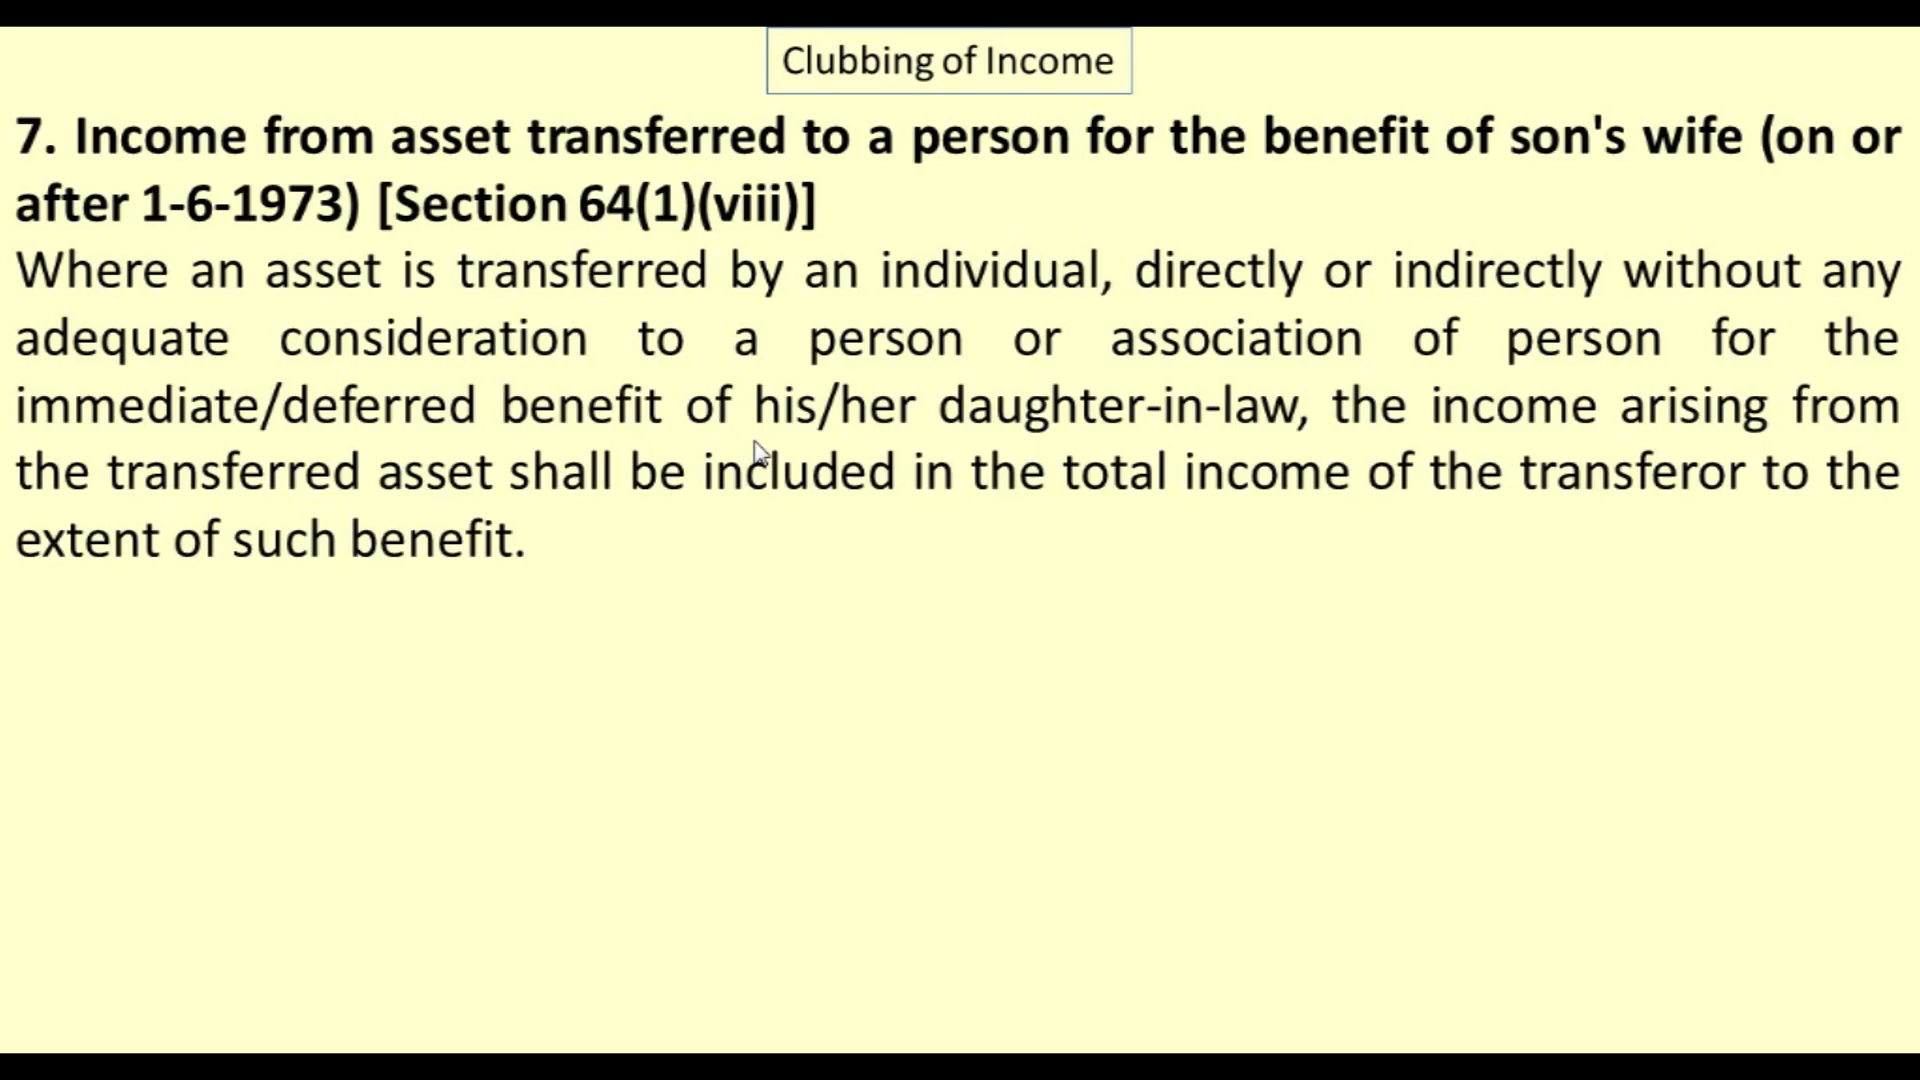 Clubbing of Income
7. Income from asset transferred to a person for the benefit of son's wife (on or
after 1-6-1973) [Section 64(1)(viii)]
Where an asset is transferred by an individual, directly or indirectly without any
adequate consideration to a person or association of person for the
immediate/deferred benefit of his/her daughter-in-law, the income arising from
the transferred asset shall be included in the total income of the transferor to the
extent of such benefit.